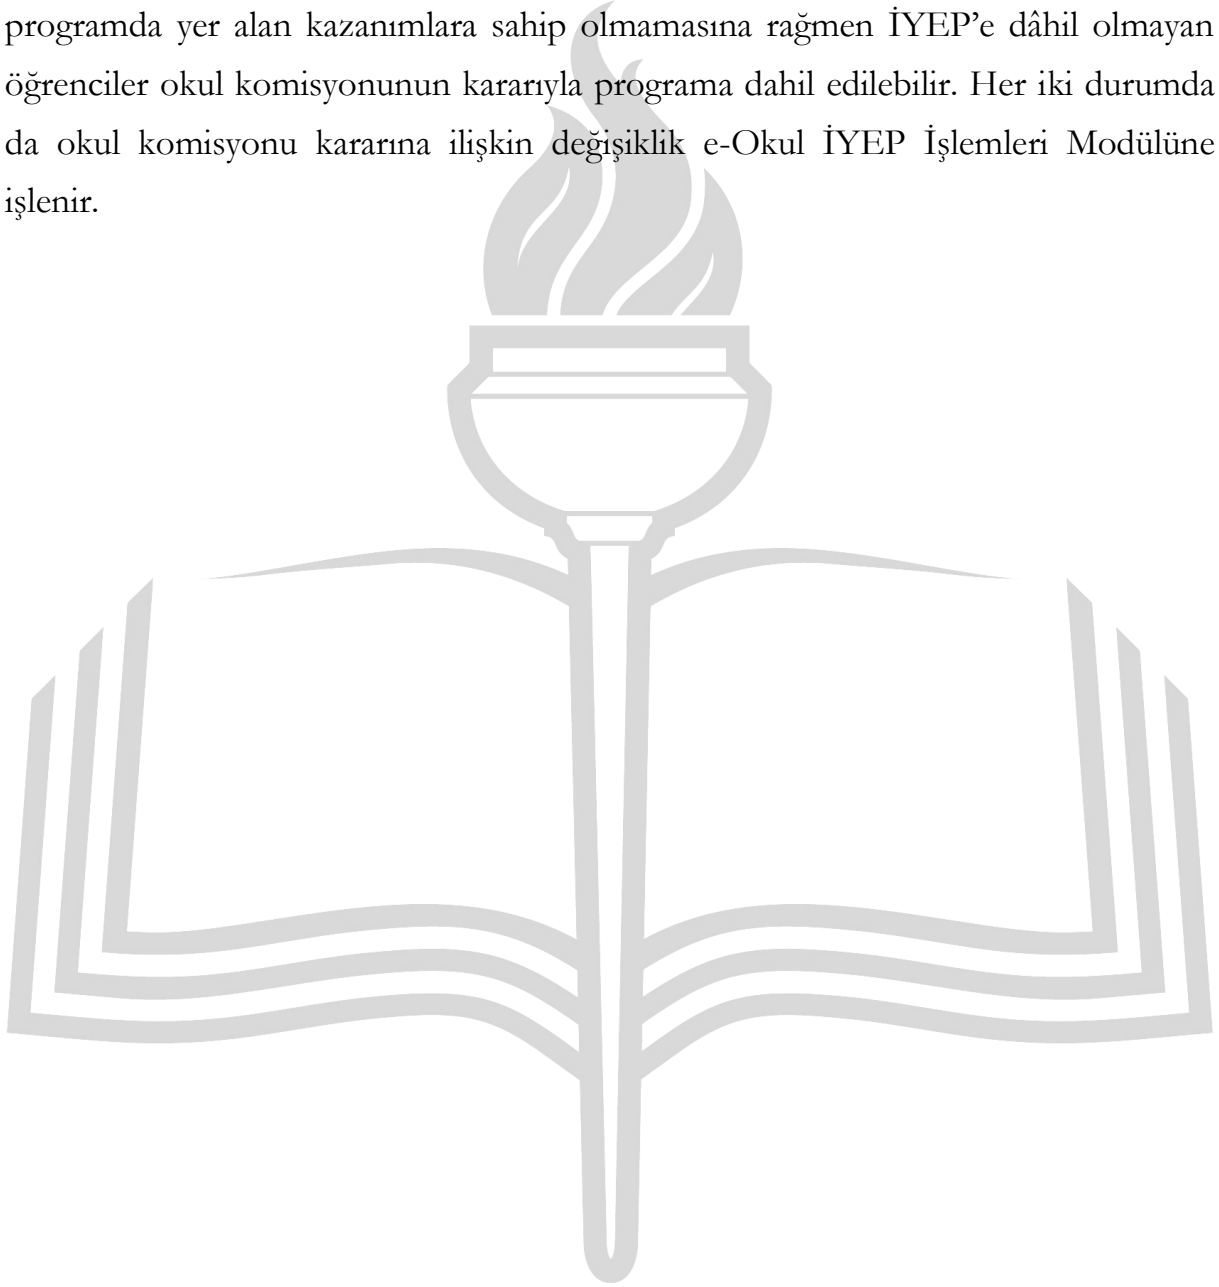 programda yer alan kazanımlara sahip olmamasına rağmen İYEP’e dâhil olmayan
öğrenciler okul komisyonunun kararıyla programa dahil edilebilir. Her iki durumda
da okul komisyonu kararına ilişkin değişiklik e-Okul İYEP İşlemleri Modülüne
işlenir.